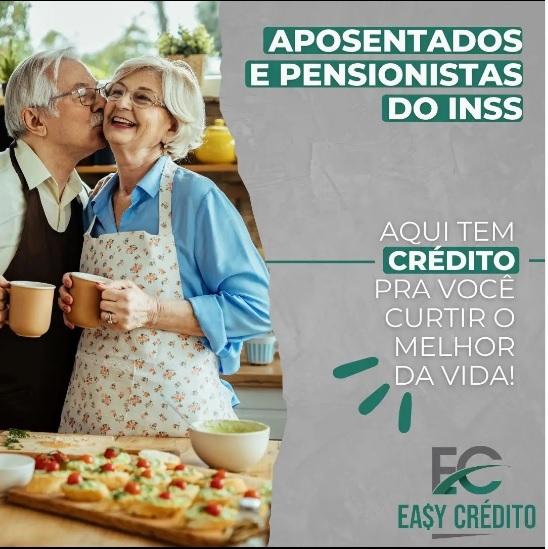 APOSENTADOS
E PENSIONISTAS
DO INSS
AQUI TEM
CRÉDITO
PRA VOCÊ
CURTIR O
MELHOR
DA VIDA!
EC
EA$Y CRÉDITO